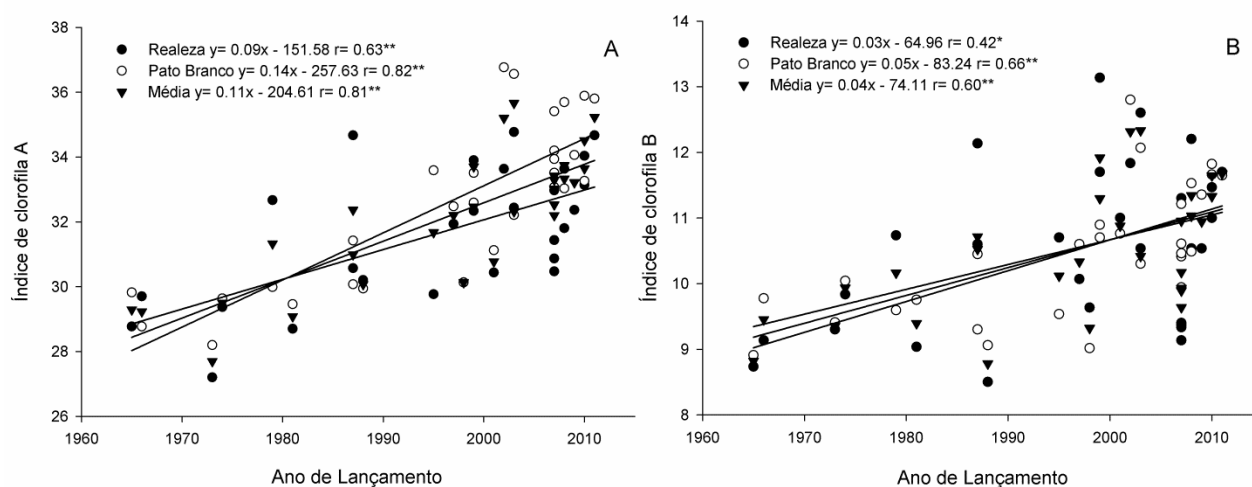 A
Realeza y= 0.09x - 151.58 r= 0.63**
Pato Branco y= 0.14x - 257.63 r= 0.82**
Média y= 0.11x - 204.61 r= 0.81**
Índice de clorofila A
38
36
34
32
30
28
26
1960 1970 1980 1990 2000 2010
Ano de Lançamento
B
Realeza y= 0.03x - 64.96 r= 0.42*
Pato Branco y= 0.05x - 83.24 r= 0.66**
Média y= 0.04x - 74.11 r= 0.60**
Índice de clorofila B
14
13
12
11
10
9
8
1960 1970 1980 1990 2000 2010
Ano de Lançamento